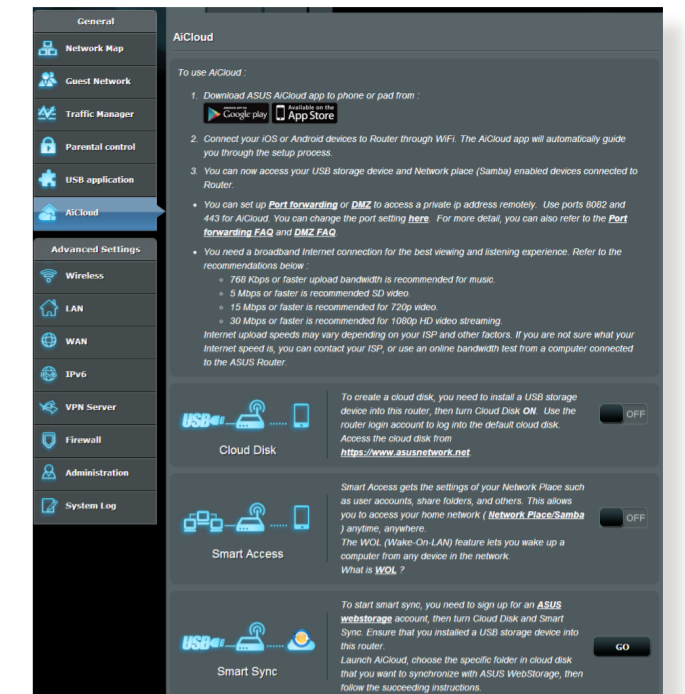 General
Network Map
Guest Network
Traffic Manager
Parental control
USB application
AiCloud
Advanced Settings
Wireless
LAN
WAN
IPv6
VPN Server
Firewall
Administration
System Log
AiCloud
To use AiCloud :
1. Download ASUS AiCloud app to phone or pad from :
ANDROID APP ON
Google play
Available on the
App Store
2. Connect your iOS or Android devices to Router through WiFi. The AiCloud app will automatically guide
you through the setup process.
3. You can now access your USB storage device and Network place (Samba) enabled devices connected to
Router.
• You can set up Port forwarding or DMZ to access a private ip address remotely. Use ports 8082 and
443 for AiCloud. You can change the port setting here. For more detail, you can also refer to the Port
forwarding FAQ and DMZ FAQ.
• You need a broadband Internet connection for the best viewing and listening experience. Refer to the
recommendations below :
◦ 768 Kbps or faster upload bandwidth is recommended for music.
◦ 5 Mbps or faster is recommended SD video.
◦ 15 Mbps or faster is recommended for 720p video.
◦ 30 Mbps or faster is recommended for 1080p HD video streaming.
Internet upload speeds may vary depending on your ISP and other factors. If you are not sure what your
Internet speed is, you can contact your ISP, or use an online bandwidth test from a computer connected
to the ASUS Router.
USB
Cloud Disk
To create a cloud disk, you need to install a USB storage
device into this router, then turn Cloud Disk ON. Use the
router login account to log into the default cloud disk.
Access the cloud disk from
https://www.asusnetwork.net.
OFF
Smart Access
Smart Access gets the settings of your Network Place such
as user accounts, share folders, and others. This allows
you to access your home network ( Network Place/Samba
) anytime, anywhere.
The WOL (Wake-On-LAN) feature lets you wake up a
computer from any device in the network.
What is WOL ?
OFF
USB
Smart Sync
To start smart sync, you need to sign up for an ASUS
webstorage account, then turn Cloud Disk and Smart
Sync. Ensure that you installed a USB storage device into
this router.
Launch AiCloud, choose the specific folder in cloud disk
that you want to synchronize with ASUS WebStorage, then
follow the succeeding instructions.
GO